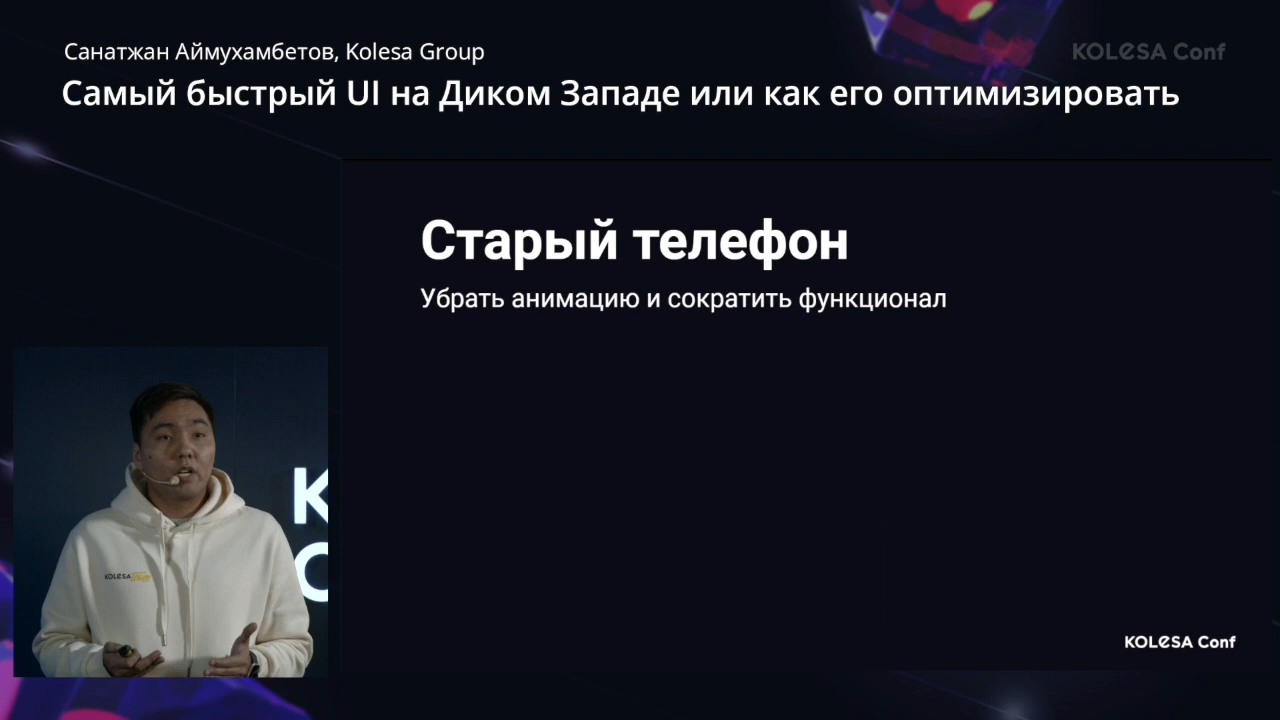 Санатжан Аймухамбетов, Kolesa Group
KOLESA Conf
Самый быстрый UI на Диком Западе или как его оптимизировать
Старый телефон
Убрать анимацию и сократить функционал
KOLESA
KOLESA Conf